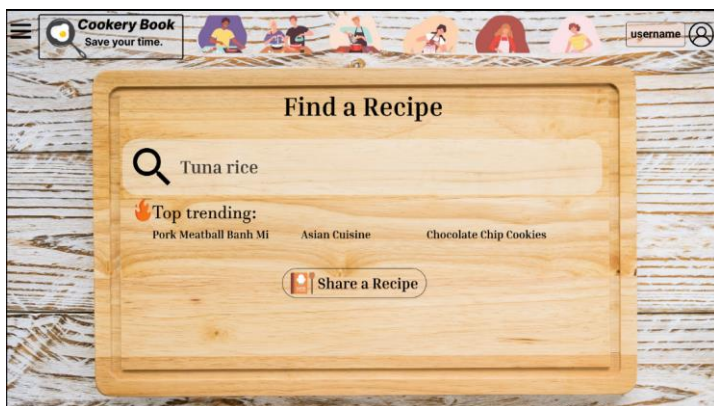 Cookery Book
Save your time.
username
Find a Recipe
Tuna rice
Top trending:
Pork Meatball Banh Mi Asian Cuisine Chocolate Chip Cookies
Share a Recipe